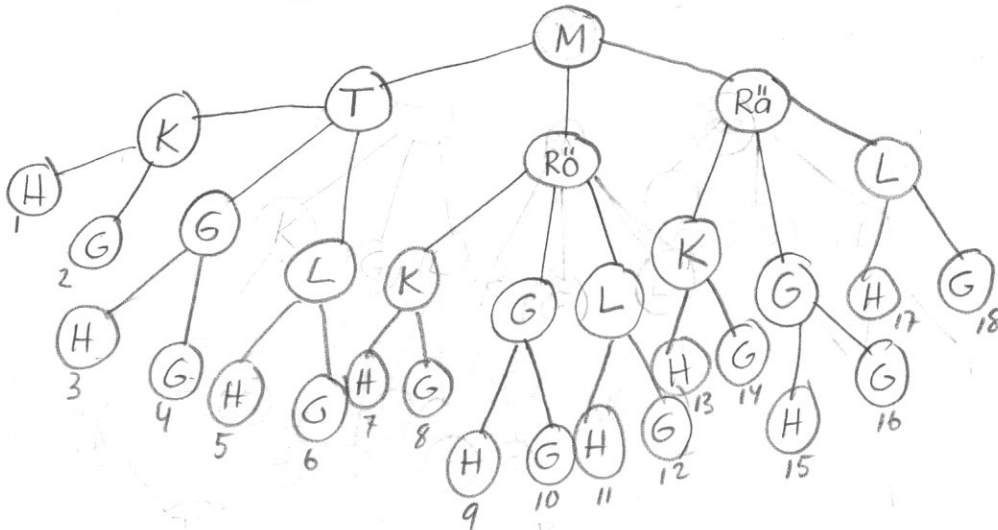 M
T Rö Rä
K G L K G L K G L
H G H G H G H G H G H G H G H G H G
1 2 3 4 5 6 7 8 9 10 11 12 13 14 15 16 17 18